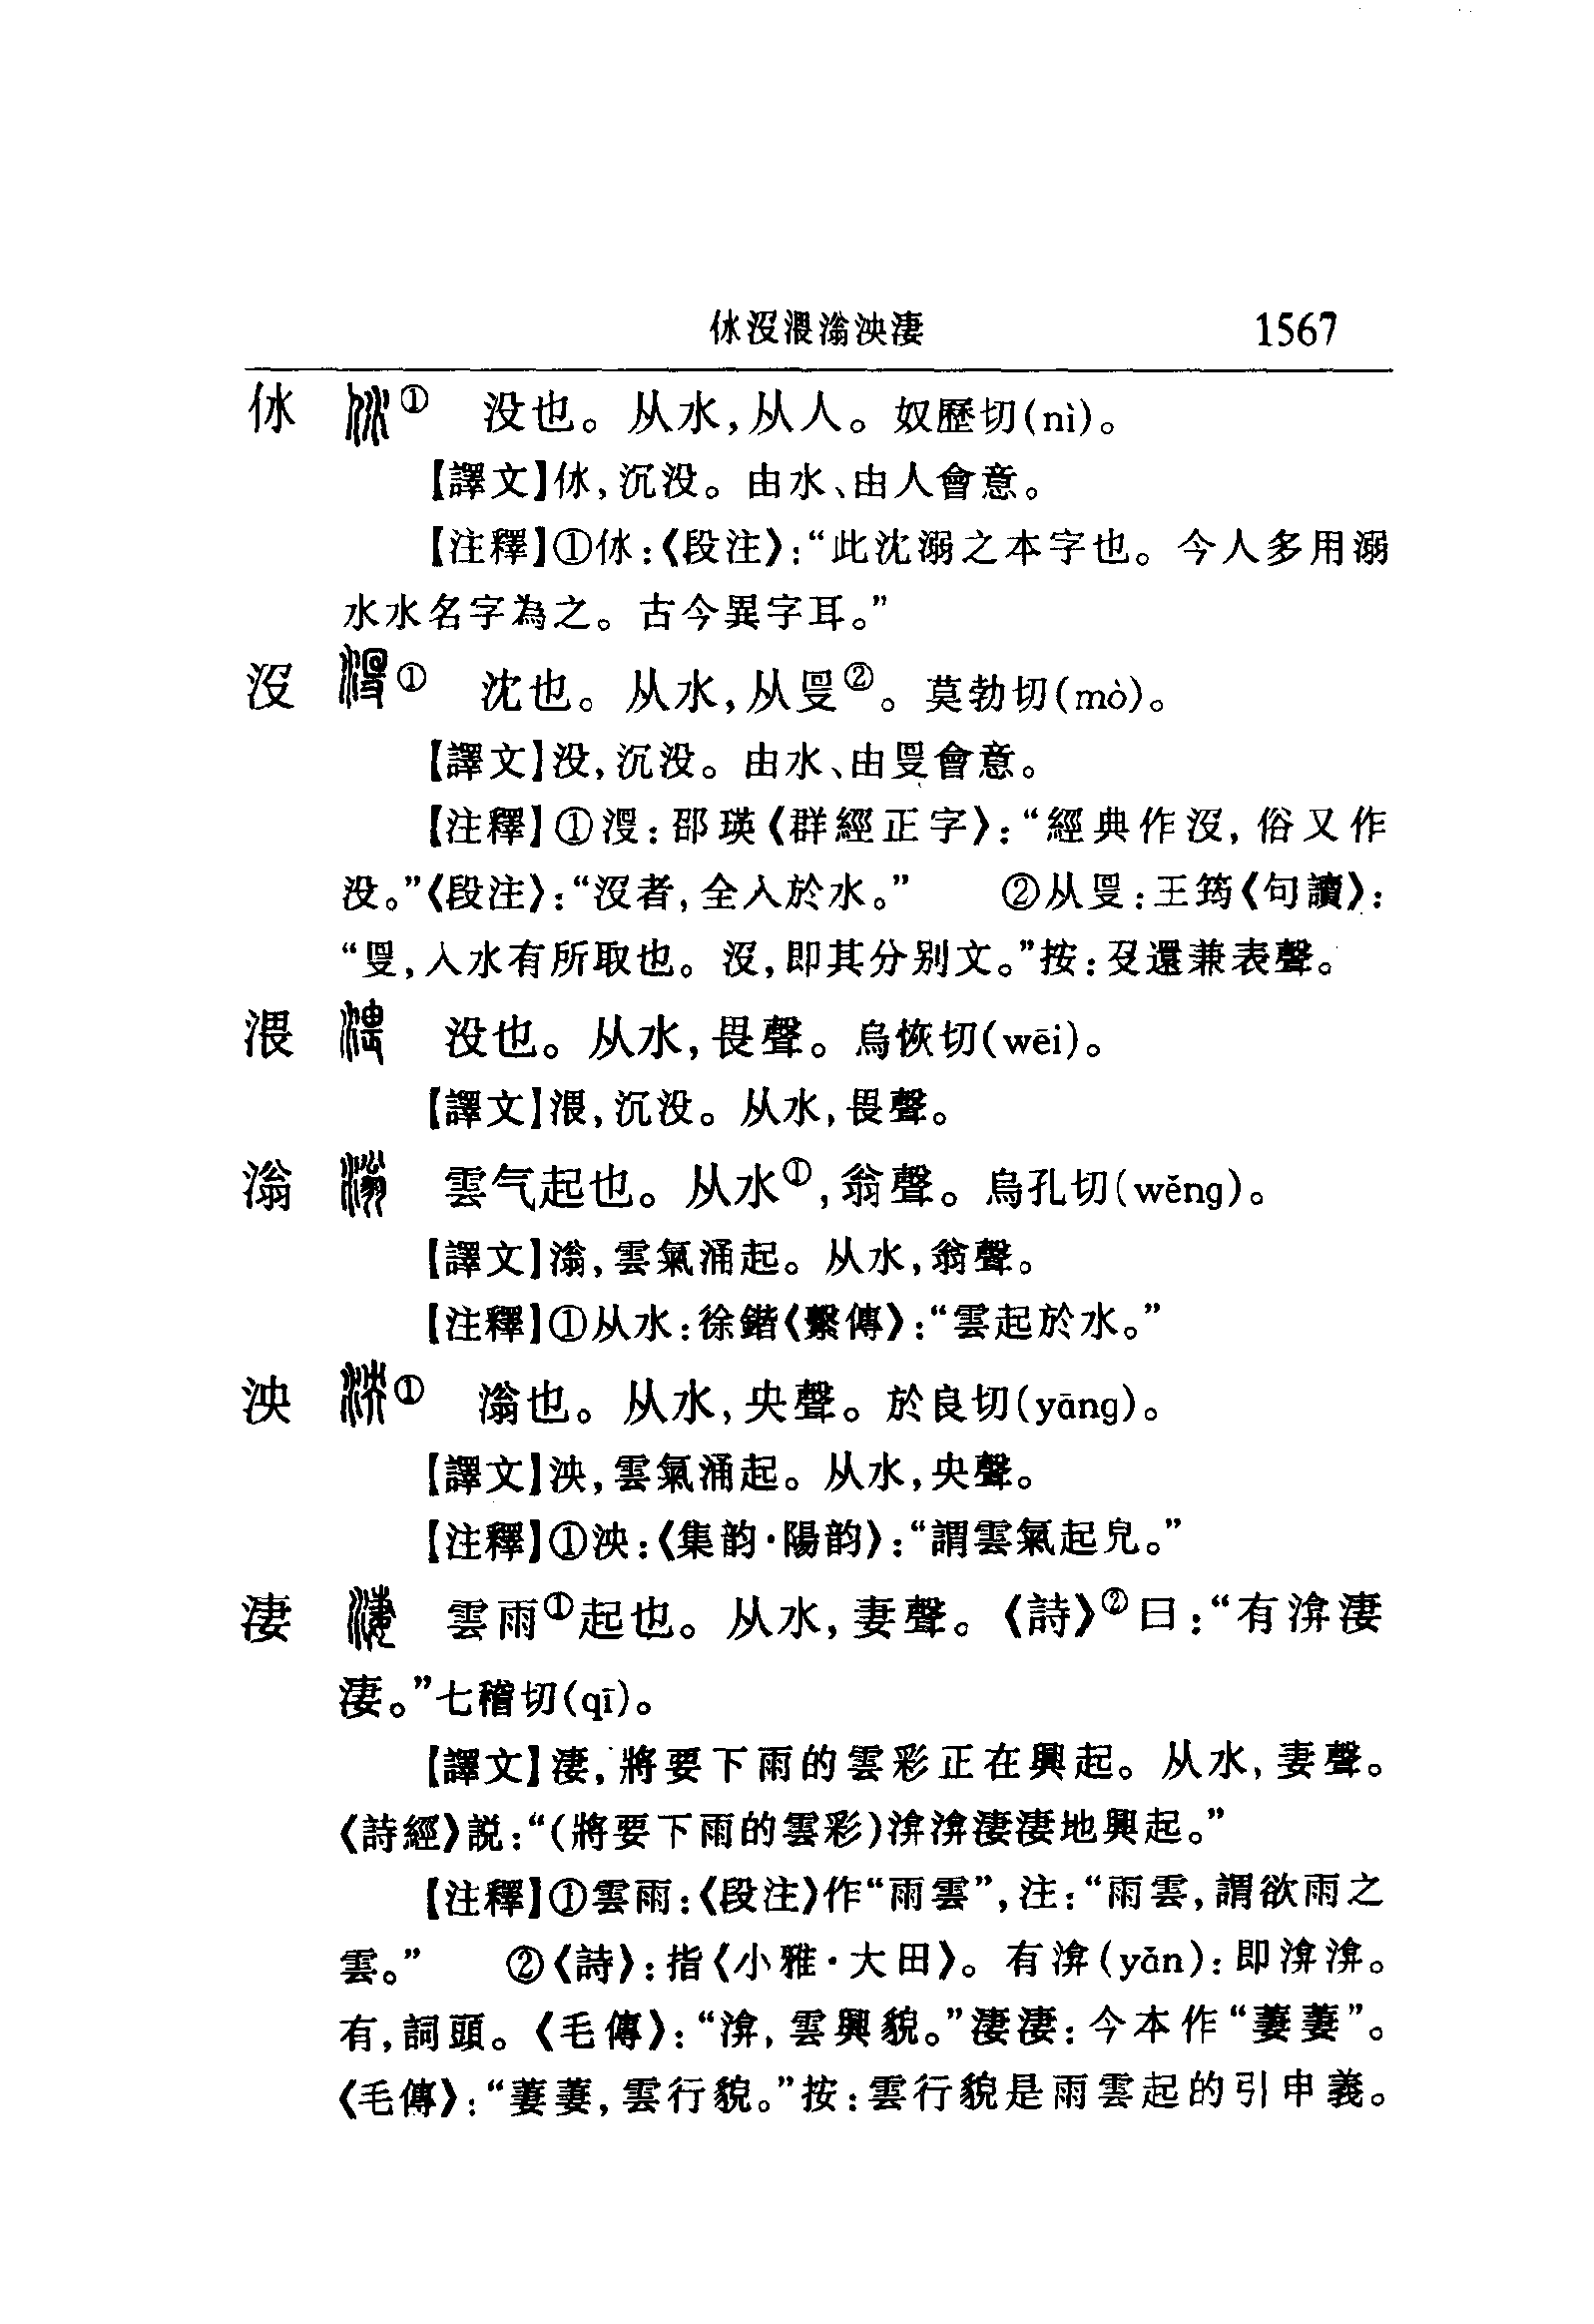 㲻沒渨滃泱淒 1567
㲻 ① 没也。从水，从人。奴歷切(nì)。
【譯文】㲻，沉没。由水、由人會意。
【注釋】①㲻：《段注》：“此沈溺之本字也。今人多用溺
水水名字為之。古今異字耳。”
沒 ① 沈也。从水，从𠬸②。莫勃切(mò)。
【譯文】没，沉没。由水、由𠬸會意。
【注釋】①：邵瑛《群經正字》：“經典作沒，俗又作
没。”《段注》：“沒者，全入於水。” ②从𠬸：王筠《句讀》：
“𠬸，入水有所取也。沒，即其分别文。”按：𠬛還兼表聲。
渨 没也。从水，畏聲。烏恢切(wēi)。
【譯文】渨，沉没。从水，畏聲。
滃 雲气起也。从水①，翁聲。烏孔切(wěng)。
【譯文】滃，雲氣涌起。从水，翁聲。
【注釋】①从水：徐鍇《繫傳》：“雲起於水。”
泱 ① 滃也。从水，央聲。於良切(yāng)。
【譯文】泱，雲氣涌起。从水，央聲。
【注釋】①泱：《集韵·陽韵》：“謂雲氣起皃。”
淒 雲雨①起也。从水，妻聲。《詩》②曰：“有渰淒
淒。”七稽切(qī)。
【譯文】淒，將要下雨的雲彩正在興起。从水，妻聲。
《詩經》説：“(將要下雨的雲彩)渰渰淒淒地興起。”
【注釋】①雲雨：《段注》作“雨雲”，注：“雨雲，謂欲雨之
雲。” ②《詩》：指《小雅·大田》。有渰(yǎn)：即渰渰。
有，詞頭。《毛傳》：“渰，雲興貌。”淒淒：今本作“萋萋”。
《毛傳》：“萋萋，雲行貌。”按：雲行貌是雨雲起的引申義。